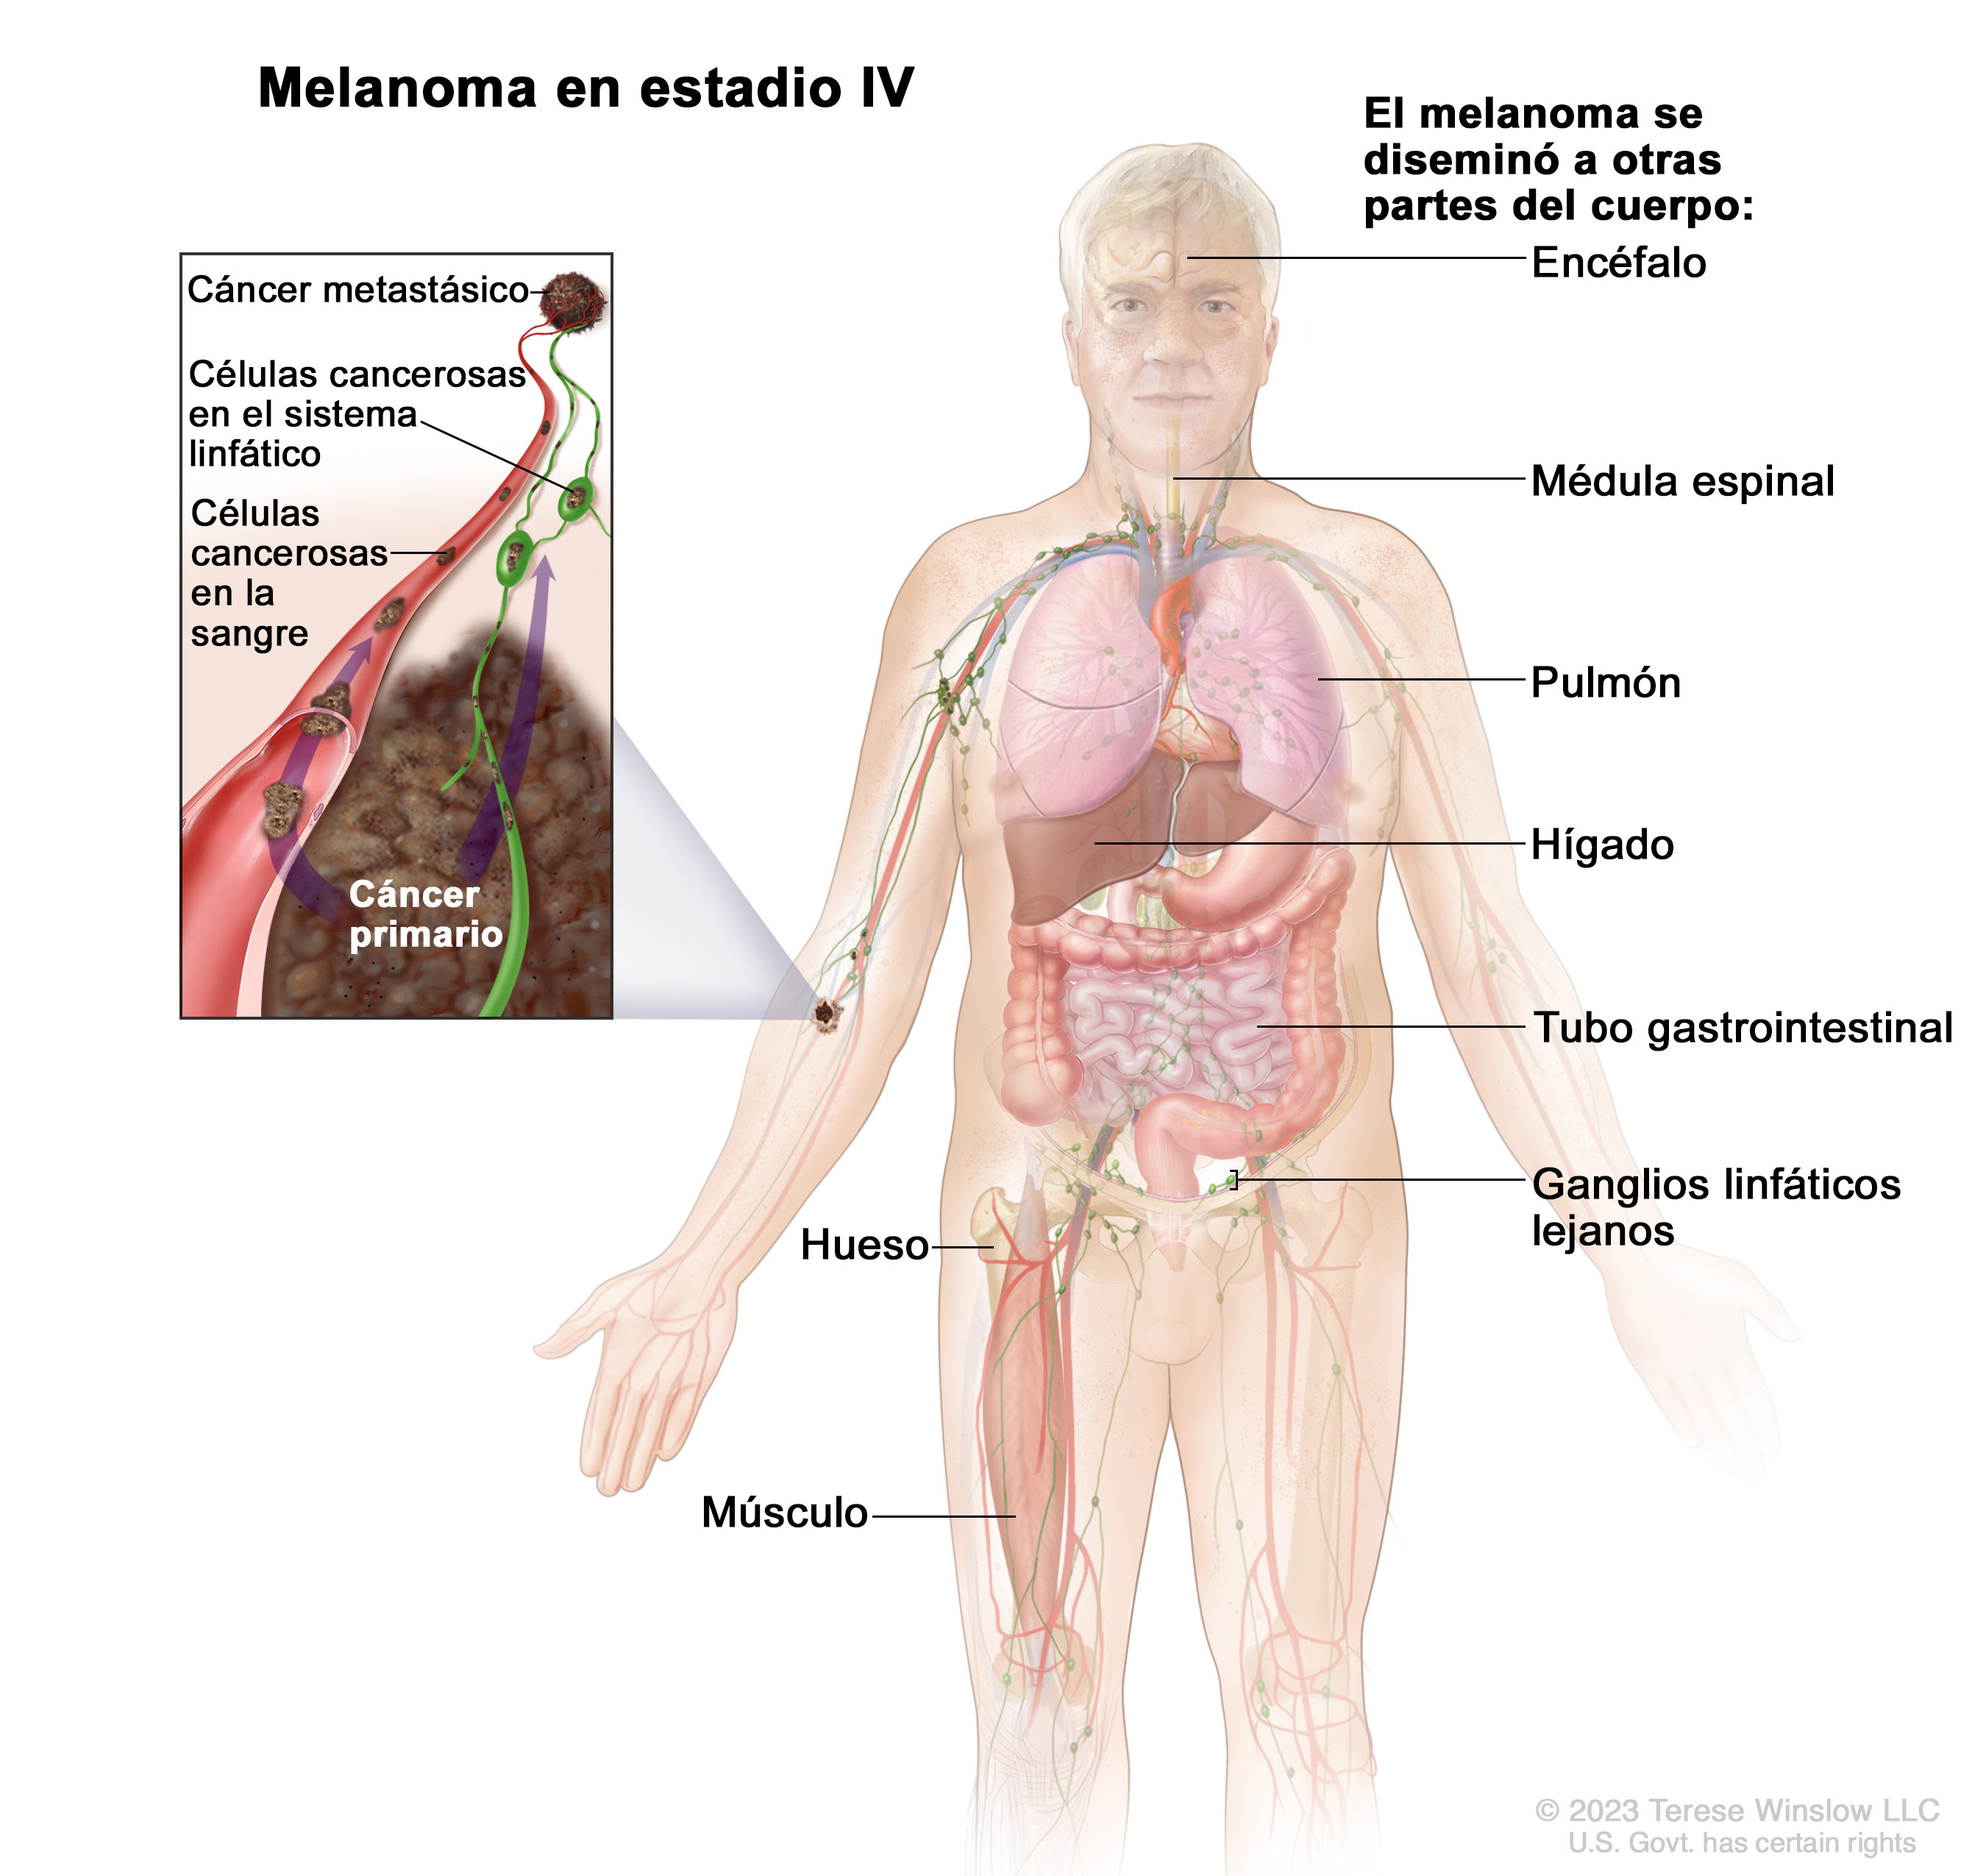 Melanoma en estadio IV
El melanoma se
diseminó a otras
partes del cuerpo:
Encéfalo
Médula espinal
Pulmón
Hígado
Tubo gastrointestinal
Ganglios linfáticos
lejanos
Hueso
Músculo
Cáncer metastásico
Células cancerosas
en el sistema
linfático
Células
cancerosas
en la
sangre
Cáncer
primario
© 2023 Terese Winslow LLC
U.S. Govt. has certain rights